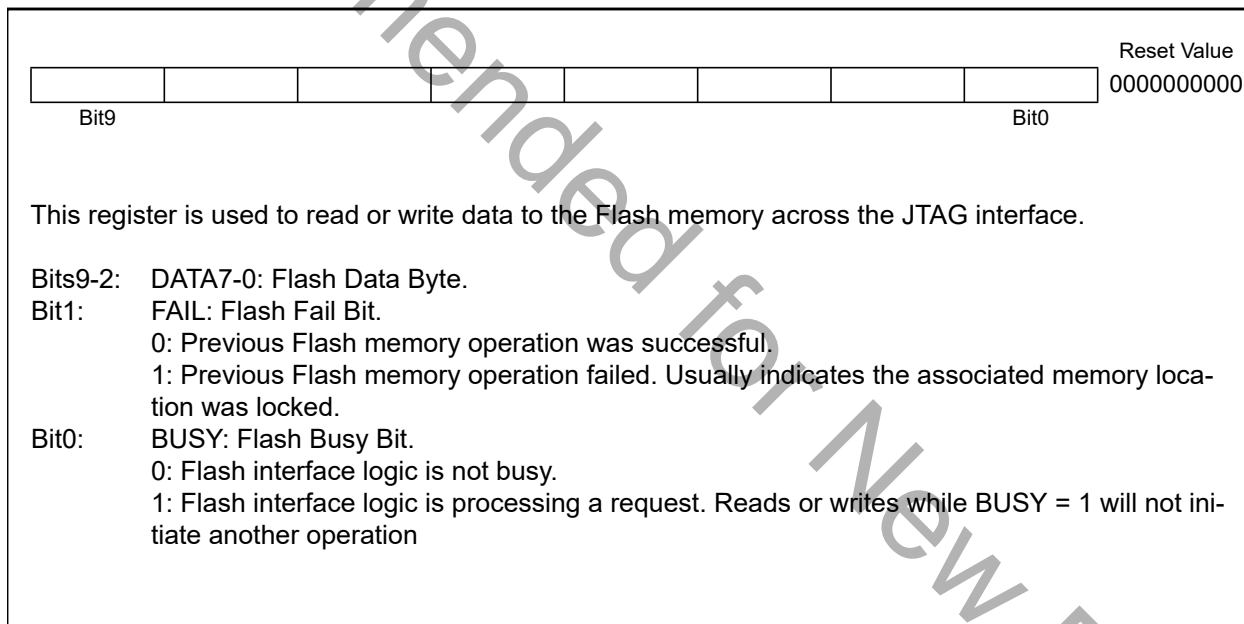 Reset Value
0000000000
Bit9 Bit0
This register is used to read or write data to the Flash memory across the JTAG interface.
Bits9-2: DATA7-0: Flash Data Byte.
Bit1: FAIL: Flash Fail Bit.
0: Previous Flash memory operation was successful.
1: Previous Flash memory operation failed. Usually indicates the associated memory loca-
tion was locked.
Bit0: BUSY: Flash Busy Bit.
0: Flash interface logic is not busy.
1: Flash interface logic is processing a request. Reads or writes while BUSY = 1 will not ini-
tiate another operation
for New